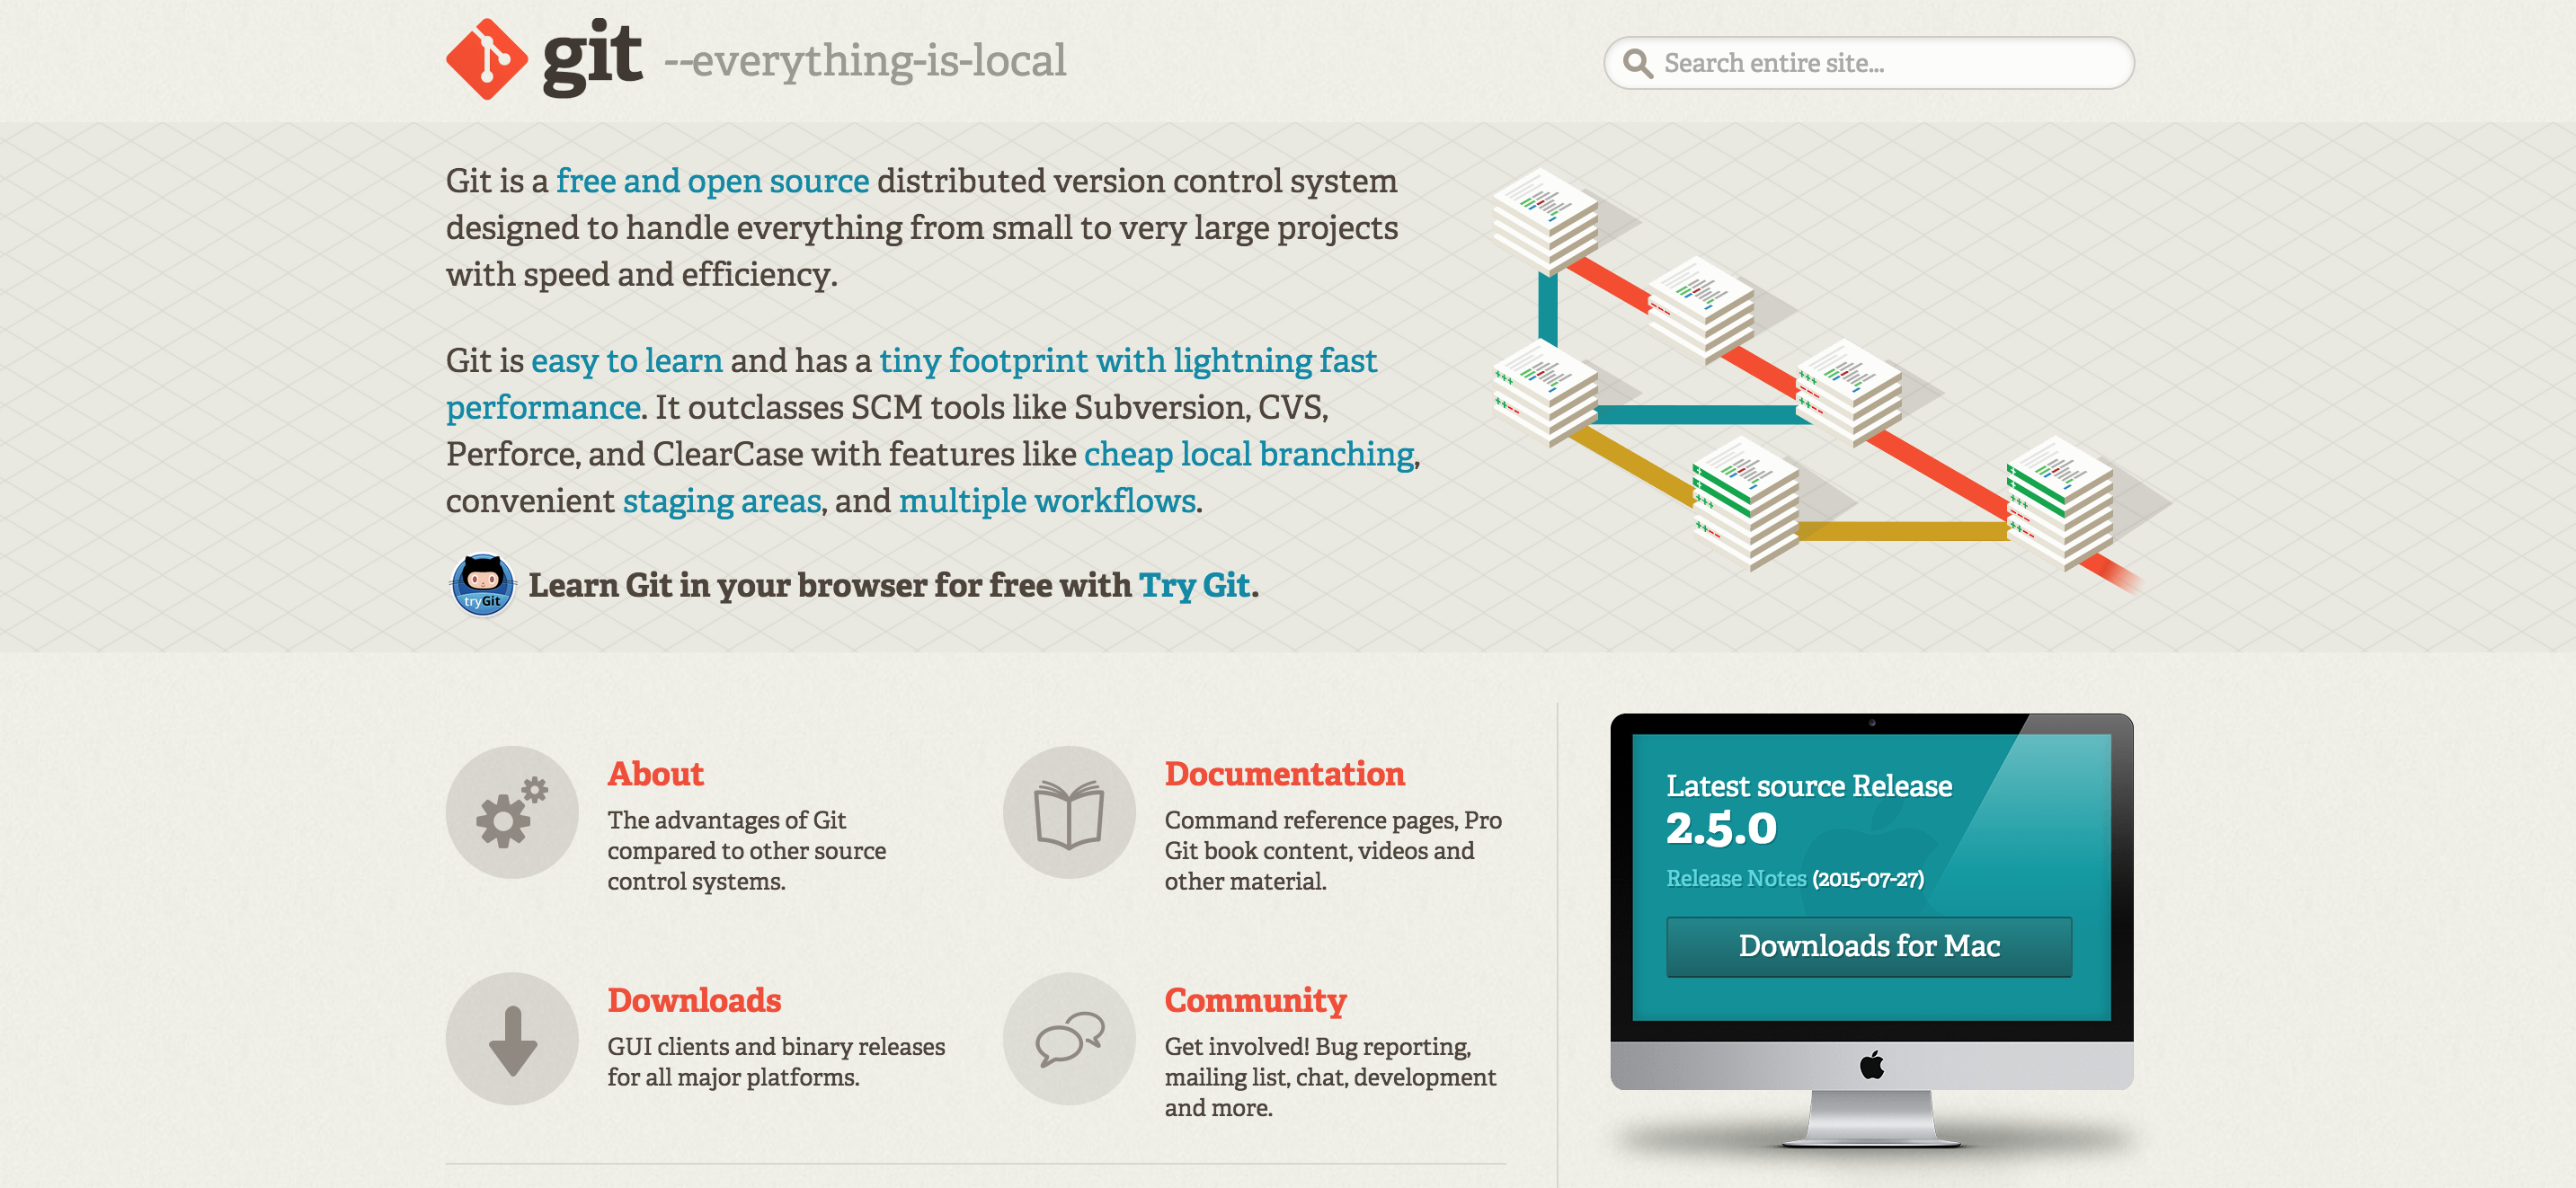 git --everything-is-local
Search entire site...
Git is a free and open source distributed version control system
designed to handle everything from small to very large projects
with speed and efficiency.
Git is easy to learn and has a tiny footprint with lightning fast
performance. It outclasses SCM tools like Subversion, CVS,
Perforce, and ClearCase with features like cheap local branching,
convenient staging areas, and multiple workflows.
tryGit
Learn Git in your browser for free with Try Git.
About
The advantages of Git
compared to other source
control systems.
Documentation
Command reference pages, Pro
Git book content, videos and
other material.
Downloads
GUI clients and binary releases
for all major platforms.
Community
Get involved! Bug reporting,
mailing list, chat, development
and more.
Latest source Release
2.5.0
Release Notes (2015-07-27)
Downloads for Mac